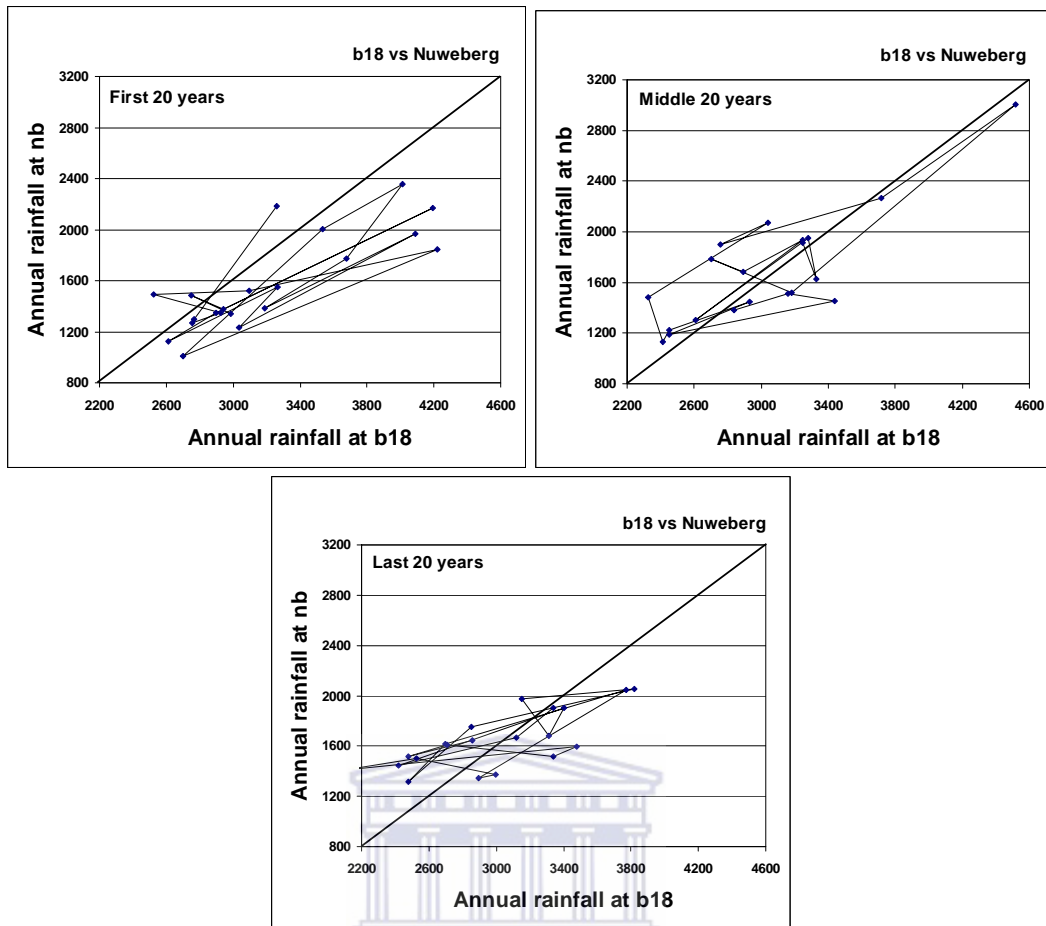 b18 vs Nuweberg
First 20 years
Annual rainfall at nb
3200
2800
2400
2000
1600
1200
800
2200 2600 3000 3400 3800 4200 4600
Annual rainfall at b18
b18 vs Nuweberg
Middle 20 years
Annual rainfall at nb
3200
2800
2400
2000
1600
1200
800
2200 2600 3000 3400 3800 4200 4600
Annual rainfall at b18
b18 vs Nuweberg
Last 20 years
Annual rainfall at nb
3200
2800
2400
2000
1600
1200
800
2200 2600 3000 3400 3800 4200 4600
Annual rainfall at b18